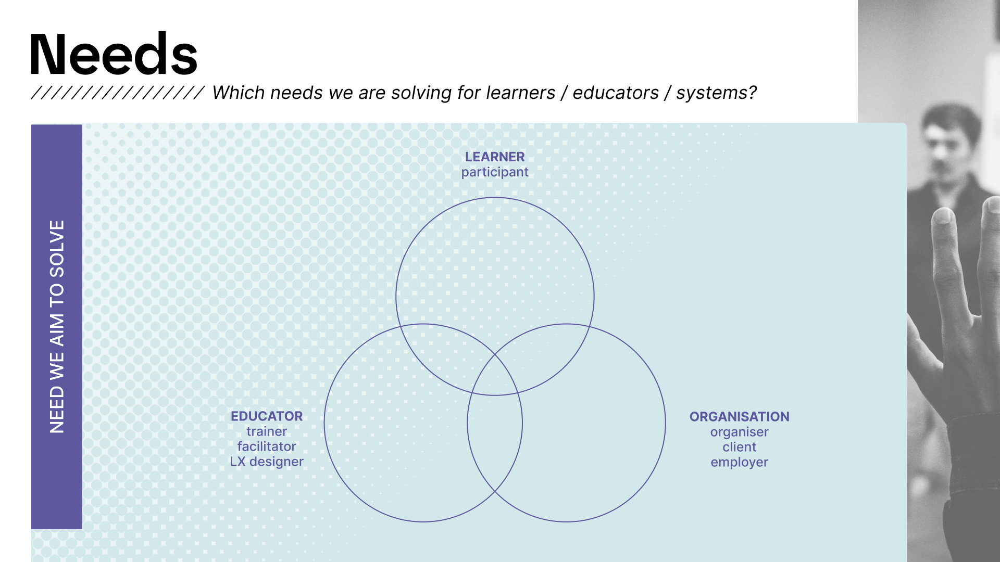 Needs
///////////////// Which needs we are solving for learners / educators / systems?
NEED WE AIM TO SOLVE
LEARNER
participant
EDUCATOR
trainer
facilitator
LX designer
ORGANISATION
organiser
client
employer